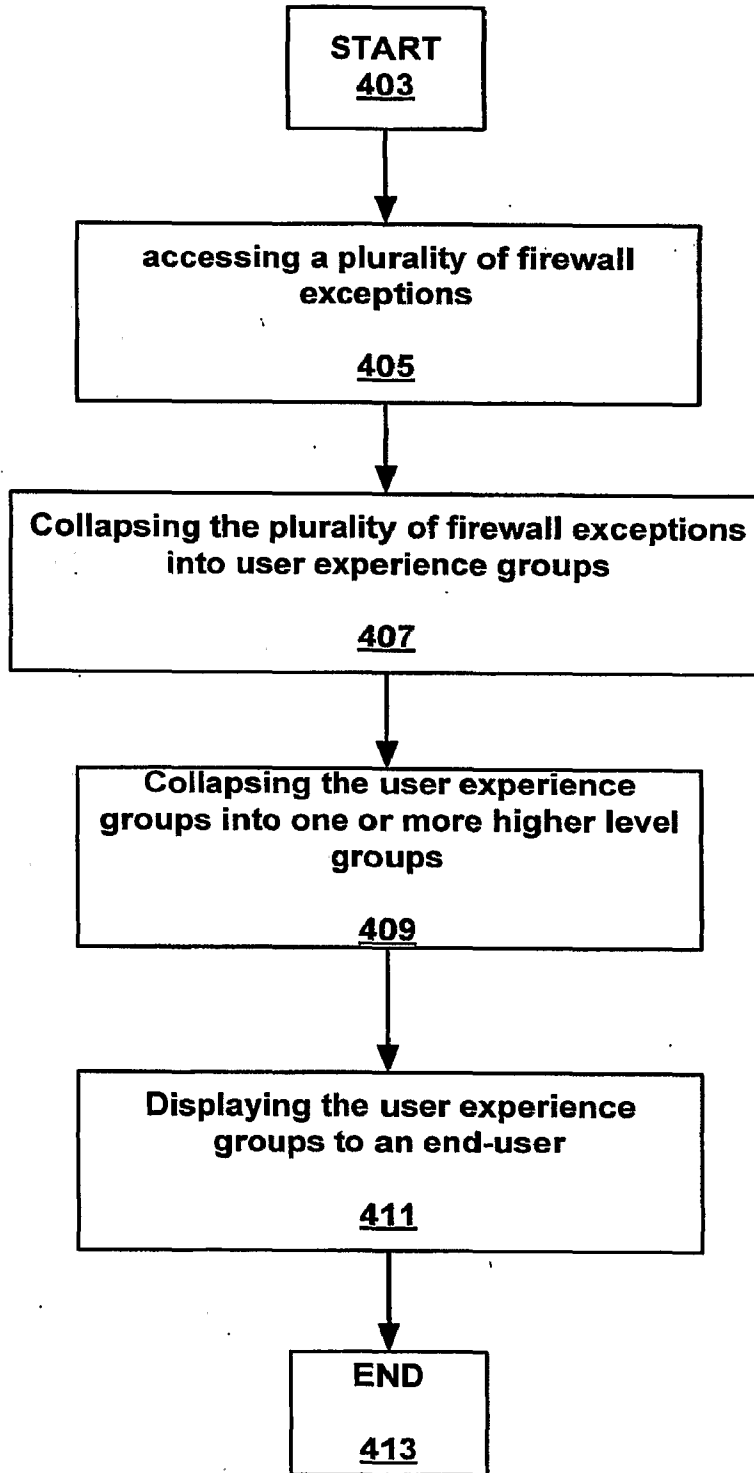 START
403
accessing a plurality of firewall
exceptions
405
Collapsing the plurality of firewall exceptions
into user experience groups
407
Collapsing the user experience
groups into one or more higher level
groups
409
Displaying the user experience
groups to an end-user
411
END
413